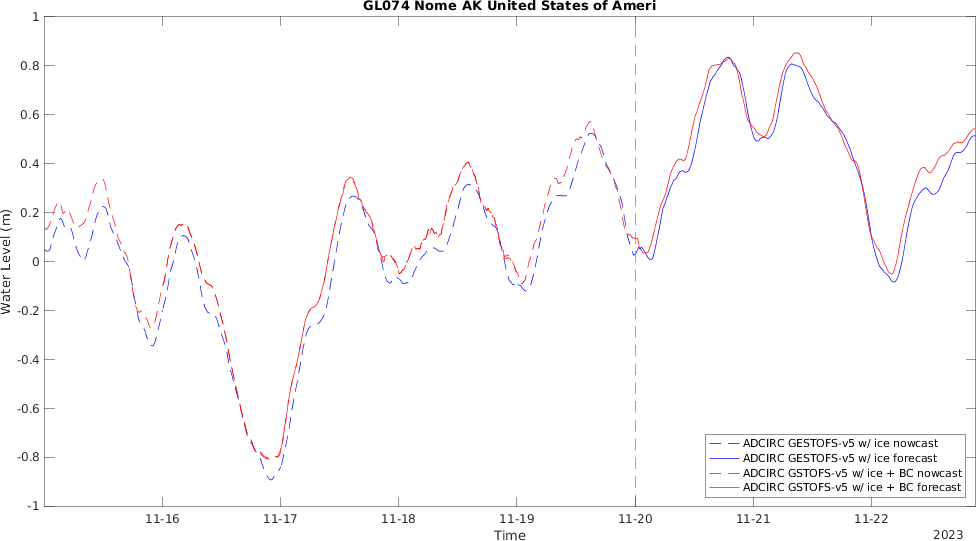 GL074 Nome AK United States of Ameri
1
0.8
0.6
0.4
0.2
0
-0.2
-0.4
-0.6
-0.8
-1
Water Level (m)
11-16
11-17
11-18
11-19
11-20
11-21
11-22
Time
2023
ADCIRC GESTOFS-v5 w/ ice nowcast
ADCIRC GESTOFS-v5 w/ ice forecast
ADCIRC GSTOFS-v5 w/ ice + BC nowcast
ADCIRC GSTOFS-v5 w/ ice + BC forecast